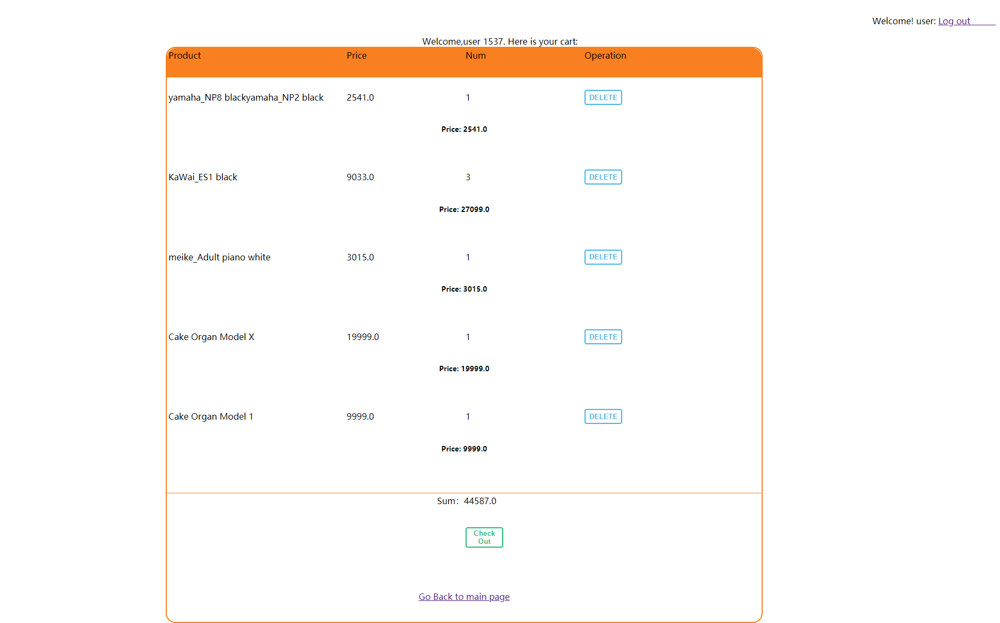 Welcome! user: Log out
Welcome,user 1537. Here is your cart:
Product Price Num Operation
yamaha_NP8 blackyamaha_NP2 black 2541.0 1 DELETE
Price: 2541.0
KaWai_ES1 black 9033.0 3 DELETE
Price: 27099.0
meike_Adult piano white 3015.0 1 DELETE
Price: 3015.0
Cake Organ Model X 19999.0 1 DELETE
Price: 19999.0
Cake Organ Model 1 9999.0 1 DELETE
Price: 9999.0
Sum：44587.0
Check
Out
Go Back to main page